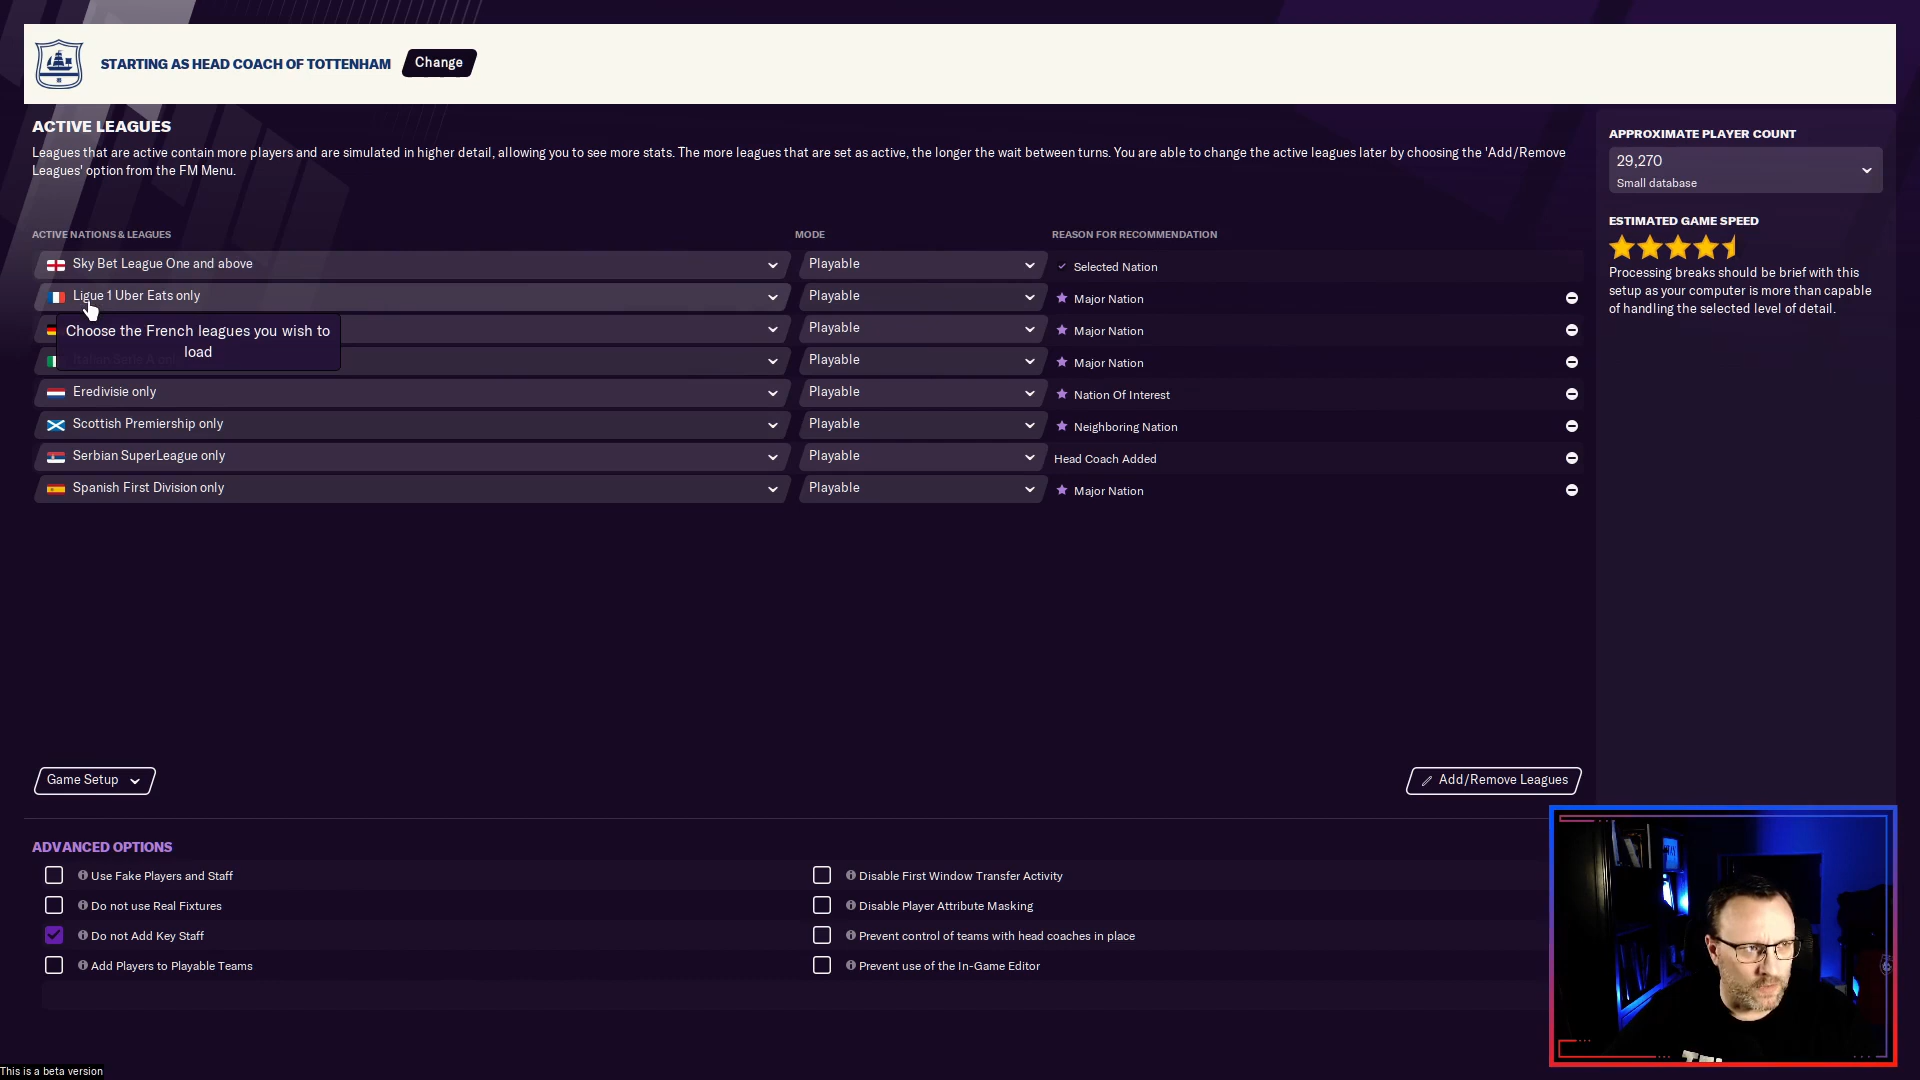 STARTING AS HEAD COACH OF TOTTENHAM
Change
ACTIVE LEAGUES
Leagues that are active contain more players and are simulated in higher detail, allowing you to see more stats. The more leagues that are set as active, the longer the wait between turns. You are able to change the active leagues later by choosing the 'Add/Remove
Leagues' option from the FM Menu.
ACTIVE NATIONS & LEAGUES
MODE
REASON FOR RECOMMENDATION
Sky Bet League One and above
Playable
Selected Nation
Ligue 1 Uber Eats only
Playable
Major Nation
Choose the French leagues you wish to
load
Playable
Major Nation
Italian Serie A only
Playable
Major Nation
Eredivisie only
Playable
Nation Of Interest
Scottish Premiership only
Playable
Neighboring Nation
Serbian SuperLeague only
Playable
Head Coach Added
Spanish First Division only
Playable
Major Nation
Game Setup
Add/Remove Leagues
ADVANCED OPTIONS
Use Fake Players and Staff
Do not use Real Fixtures
Do not Add Key Staff
Add Players to Playable Teams
Disable First Window Transfer Activity
Disable Player Attribute Masking
Prevent control of teams with head coaches in place
Prevent use of the In-Game Editor
APPROXIMATE PLAYER COUNT
29,270
Small database
ESTIMATED GAME SPEED
Processing breaks should be brief with this
setup as your computer is more than capable
of handling the selected level of detail.
This is a beta version